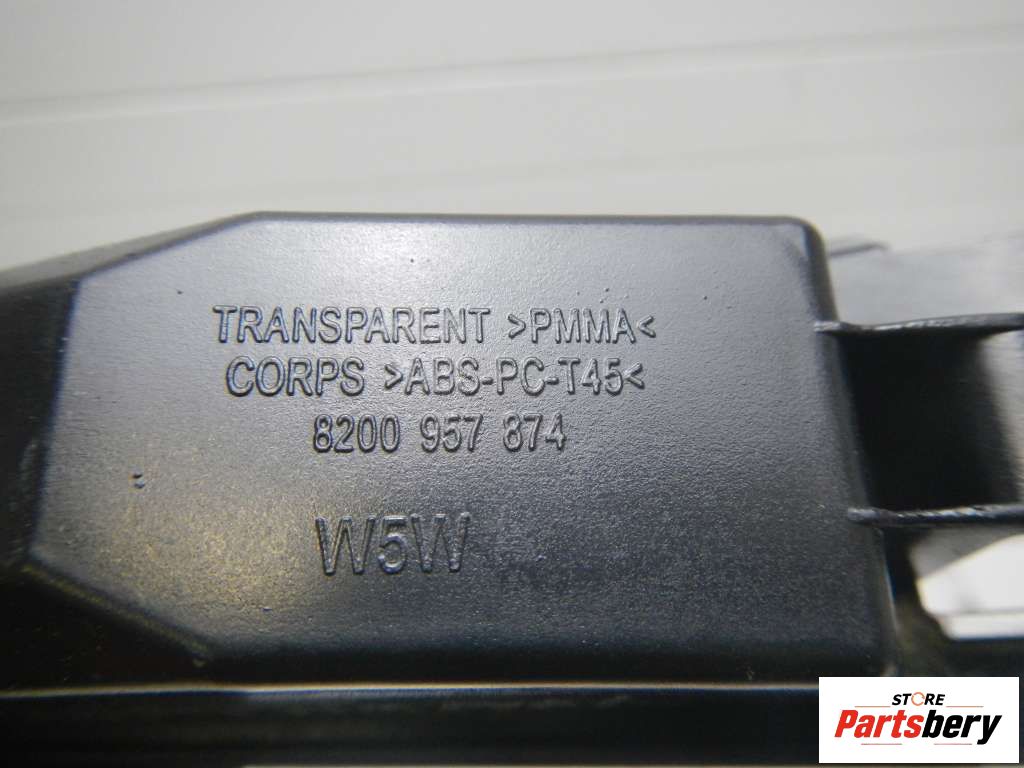 TRANSPARENT >PMMA<
CORPS >ABS-PC-T45<
8200 957 874
W5W
STORE
Partsbery